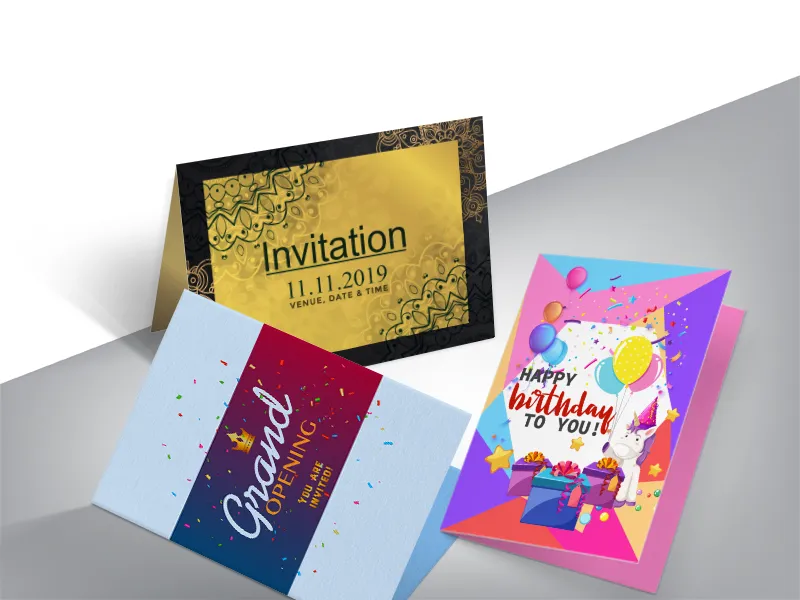 Invitation
11.11.2019
VENUE, DATE & TIME
Grand
OPENING
YOU ARE
INVITED!
HAPPY
birthday
TO YOU!